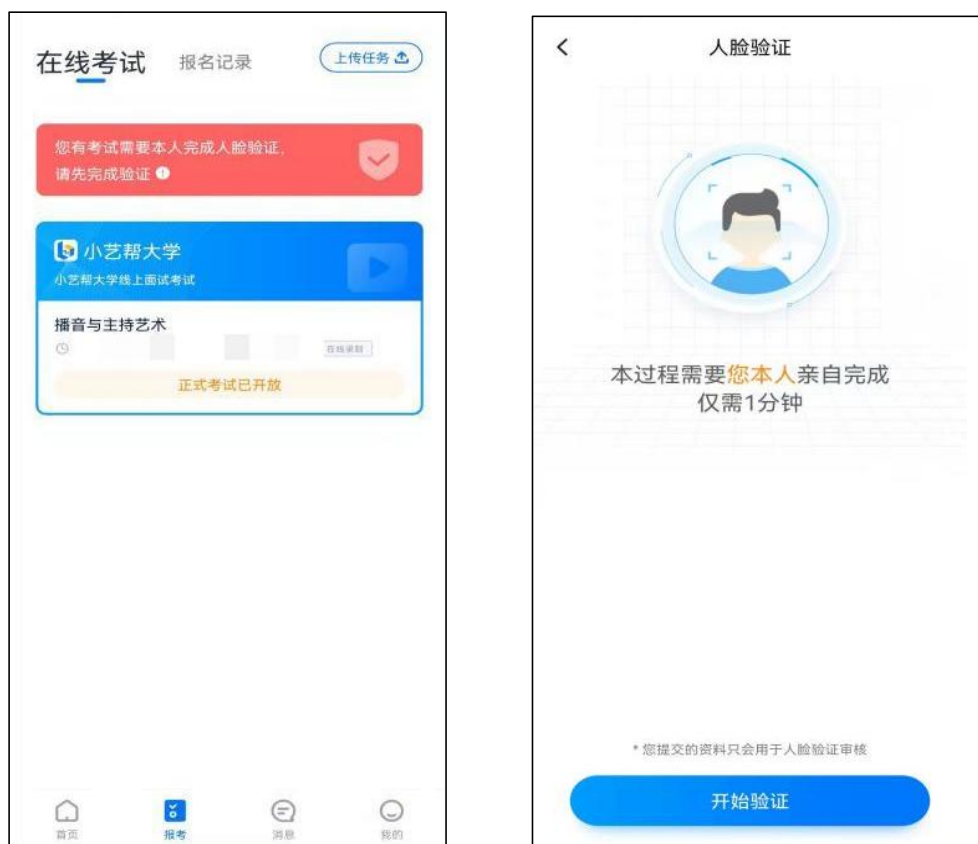 在线考试
报名记录
上传任务
您有考试需要本人完成人脸验证,
请先完成验证
小艺帮大学
小艺帮大学线上面试考试
播音与主持艺术
在线录制
正式考试已开放
首页
报考
消息
我的
人脸验证
本过程需要您本人亲自完成
仅需1分钟
* 您提交的资料只会用于人脸验证审核
开始验证